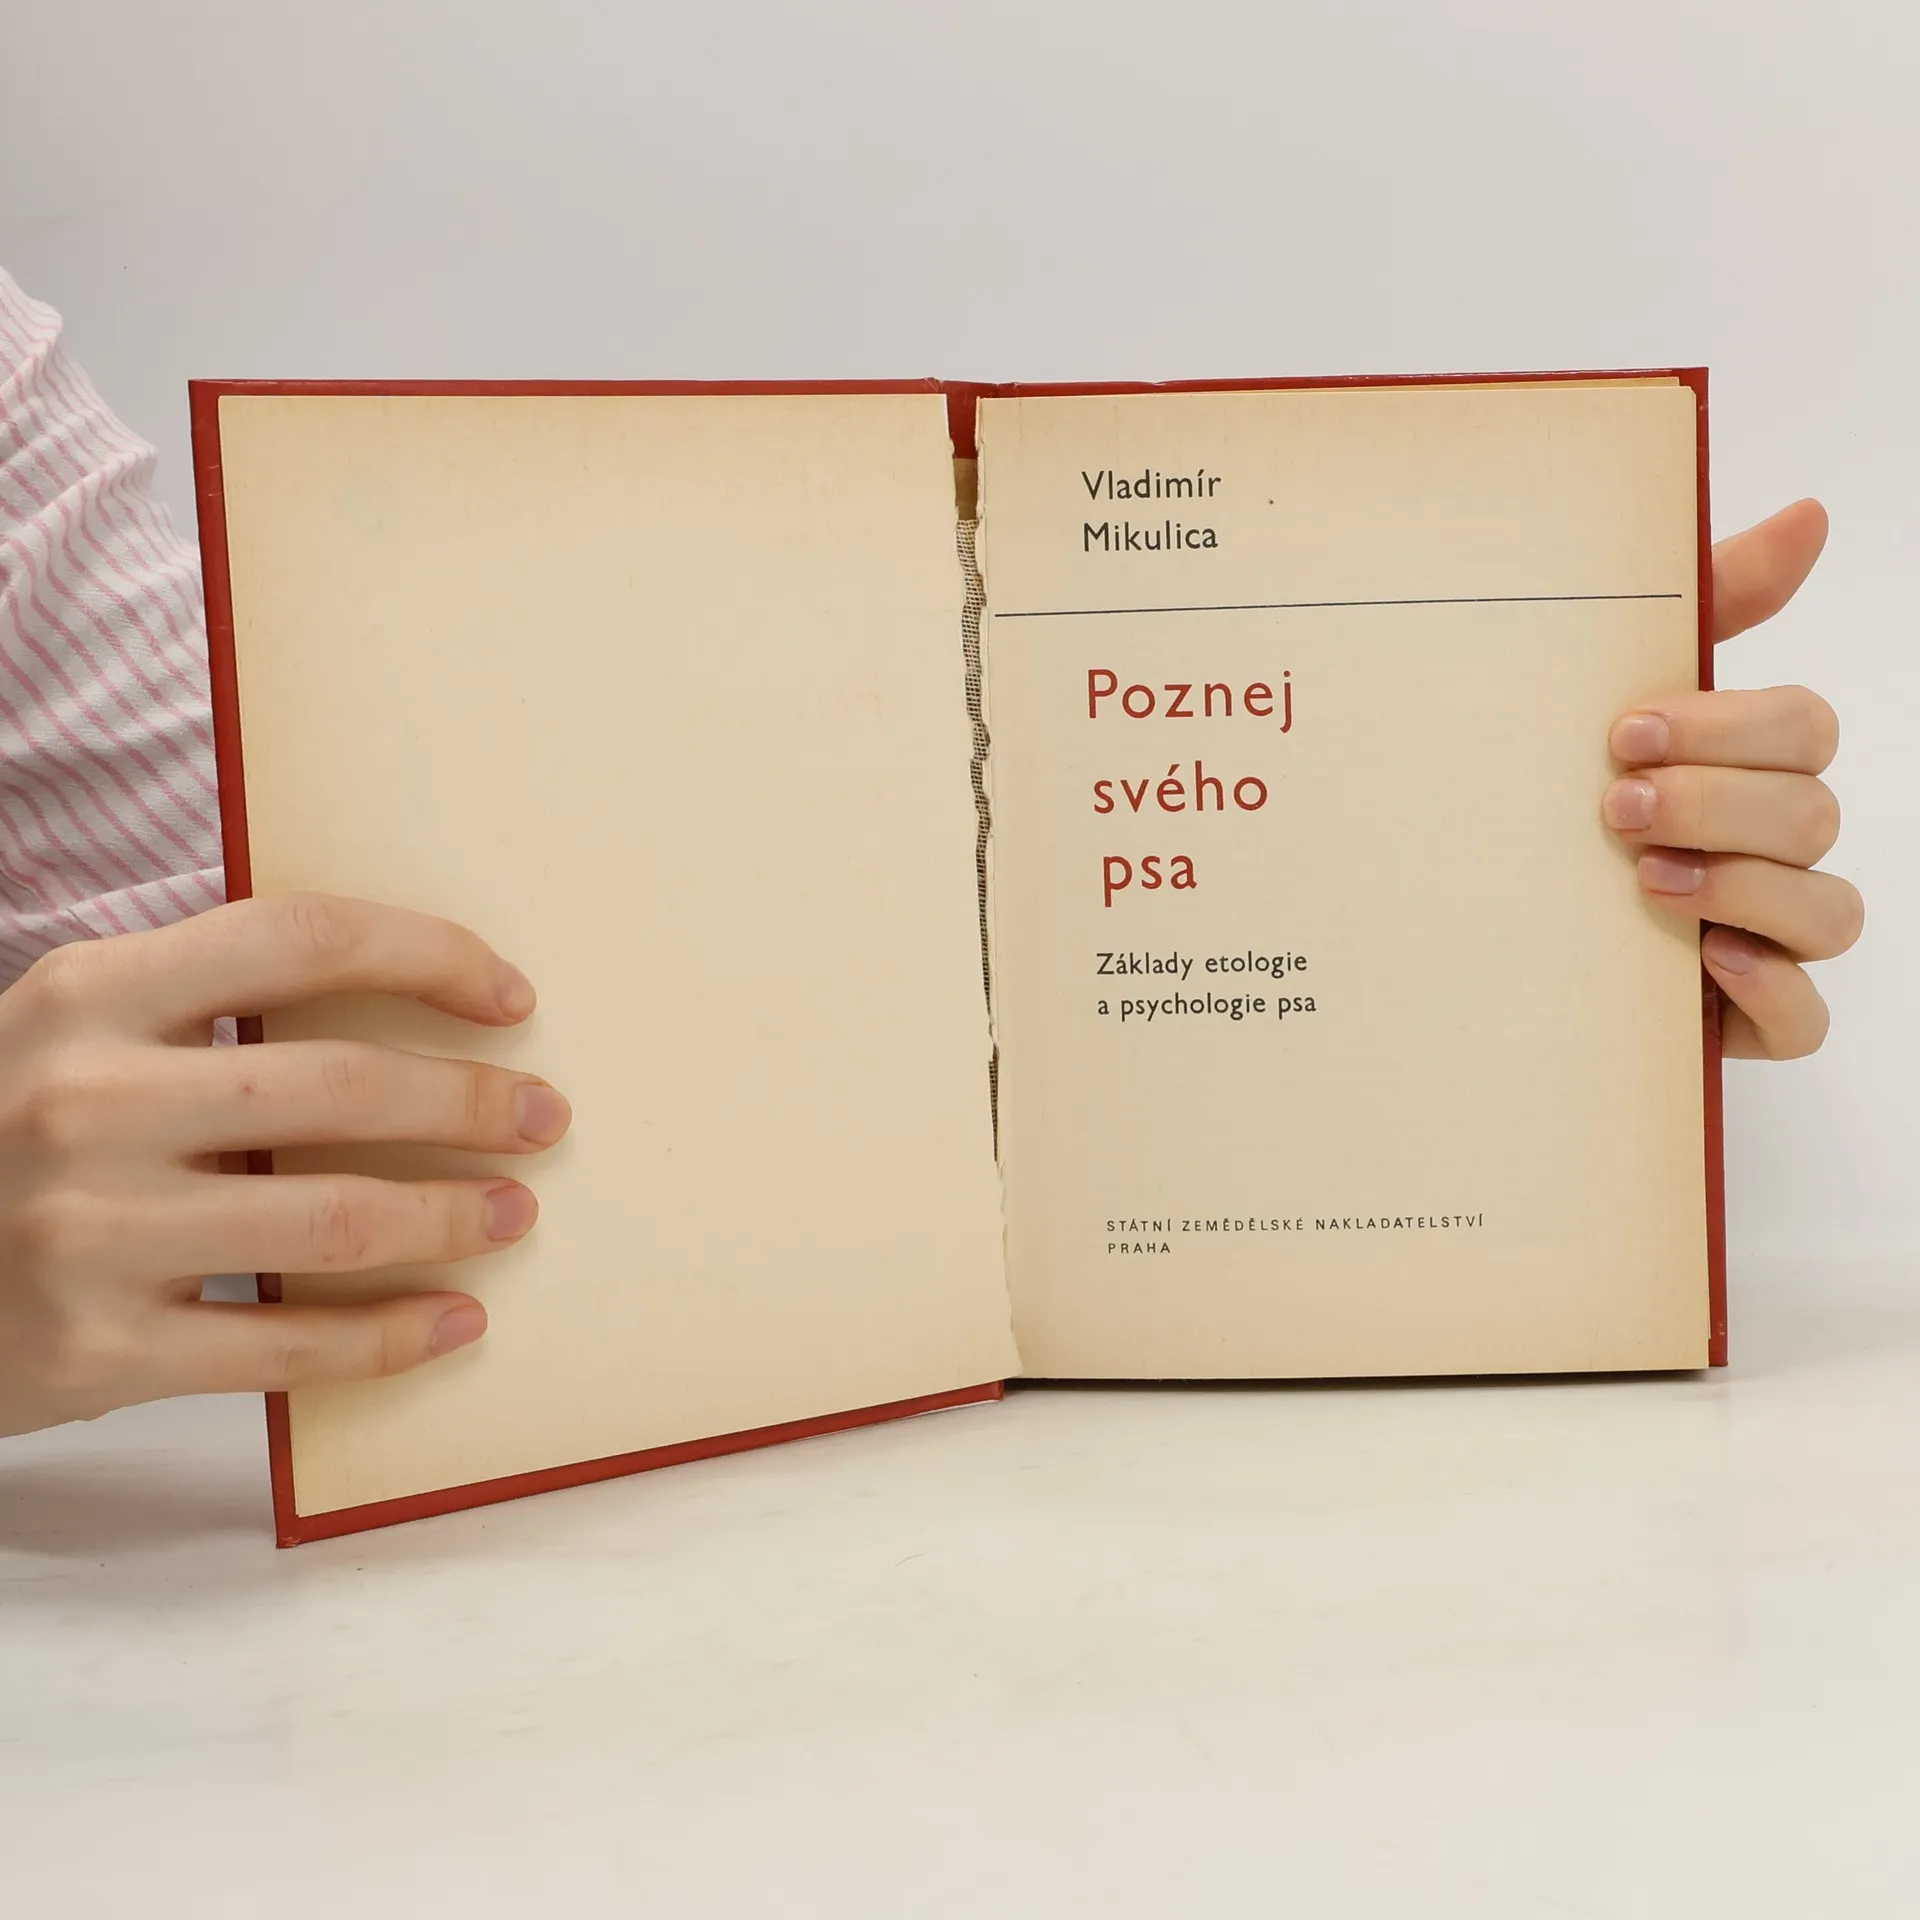 Vladimír
Mikulica
Poznej
svého
psa
Základy etologie
a psychologie psa
STÁTNÍ ZEMĚDĚLSKÉ NAKLADATELSTVÍ
PRAHA